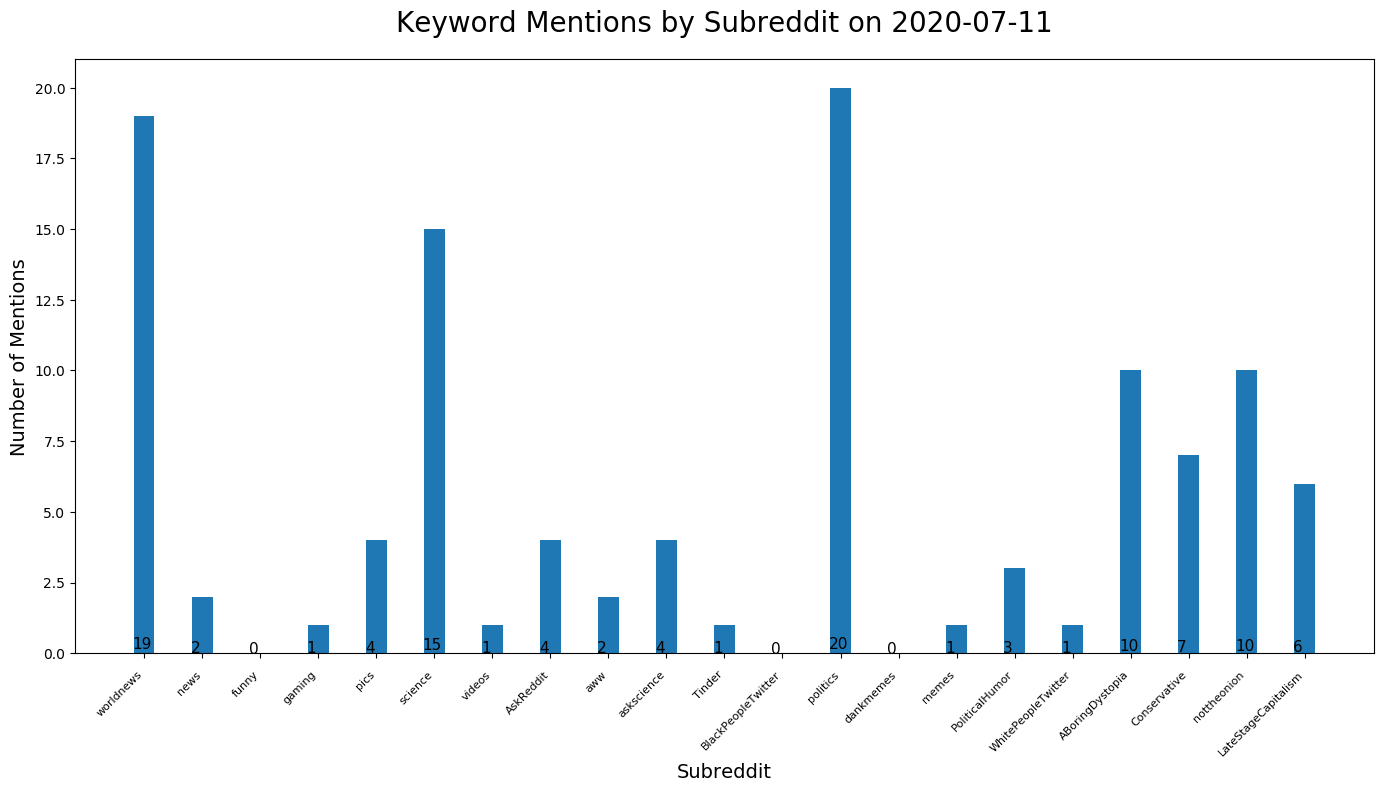 Keyword Mentions by Subreddit on 2020-07-11
Number of Mentions
20.0
17.5
15.0
12.5
10.0
7.5
5.0
2.5
0.0
19
2
0
1
4
15
1
4
2
4
1
0
20
0
1
3
1
10
7
10
6
worldnews
news
funny
gaming
pics
science
videos
AskReddit
aww
askscience
Tinder
BlackPeopleTwitter
politics
dankmemes
memes
PoliticalHumor
WhitePeopleTwitter
ABoringDystopia
Conservative
nottheonion
LateStageCapitalism
Subreddit